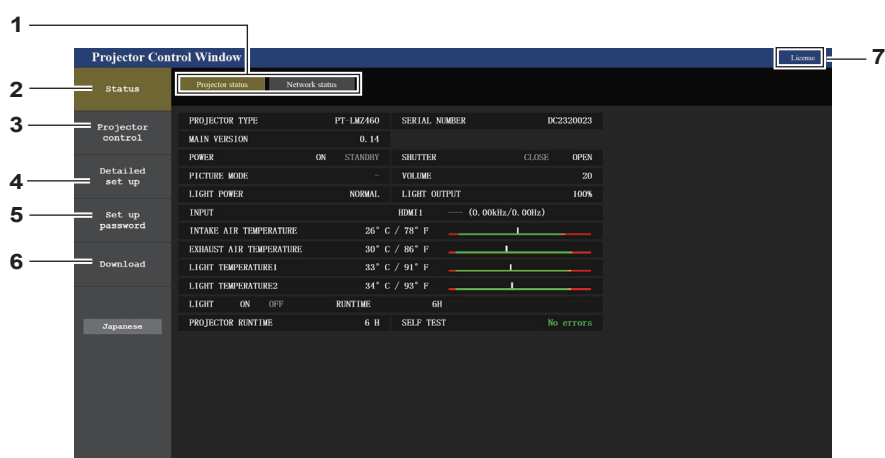 1
Projector Control Window
License
7
2
Status
Projector status
Network status
3
Projector
control
4
Detailed
set up
5
Set up
password
6
Download
Japanese
PROJECTOR TYPE PT-LMZ460 SERIAL NUMBER DC2320023
MAIN VERSION 0.14
POWER ON STANDBY SHUTTER CLOSE OPEN
PICTURE MODE - VOLUME 20
LIGHT POWER NORMAL LIGHT OUTPUT 100%
INPUT HDMI1 --- (0.00kHz/0.00Hz)
INTAKE AIR TEMPERATURE 26° C / 78° F
EXHAUST AIR TEMPERATURE 30° C / 86° F
LIGHT TEMPERATURE1 33° C / 91° F
LIGHT TEMPERATURE2 34° C / 93° F
LIGHT ON OFF RUNTIME 6H
PROJECTOR RUNTIME 6 H SELF TEST No errors